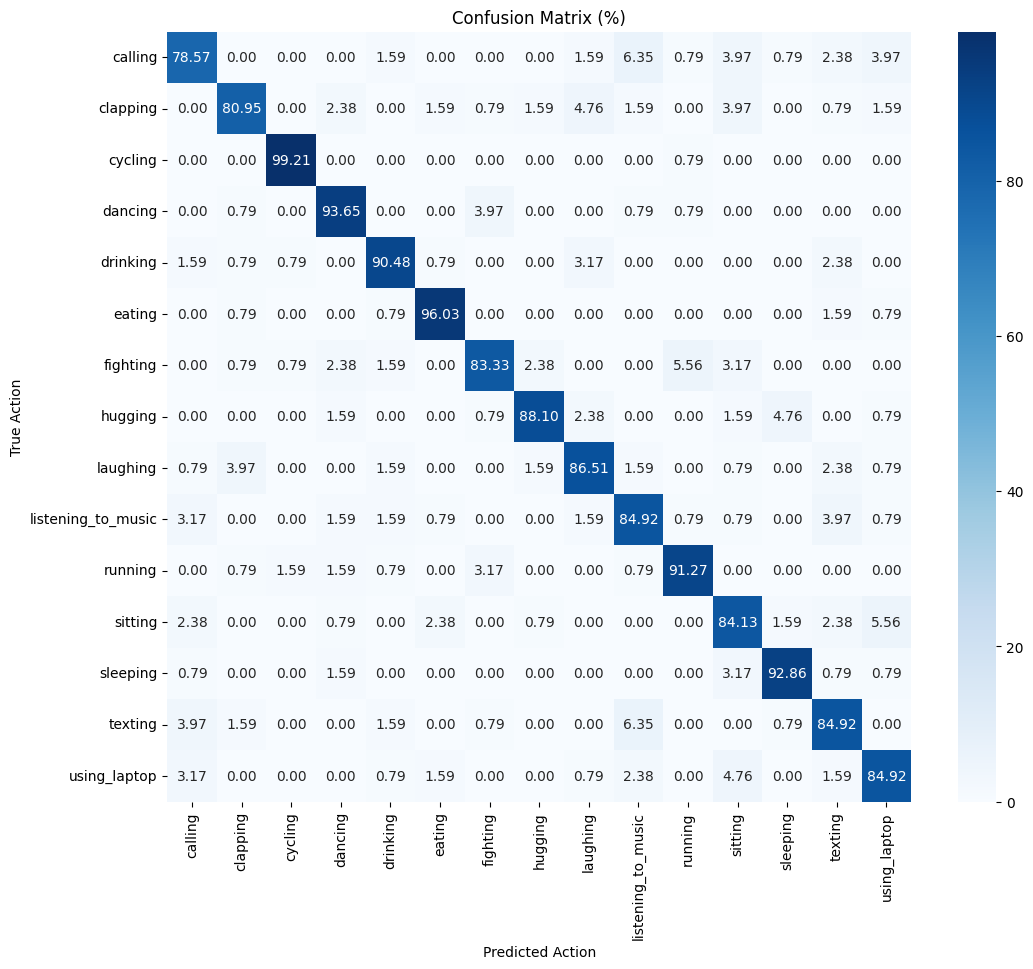 Confusion Matrix (%)
calling 78.57 0.00 0.00 0.00 1.59 0.00 0.00 0.00 1.59 6.35 0.79 3.97 0.79 2.38 3.97
clapping 0.00 80.95 0.00 2.38 0.00 1.59 0.79 1.59 4.76 1.59 0.00 3.97 0.00 0.79 1.59
80
cycling 0.00 0.00 99.21 0.00 0.00 0.00 0.00 0.00 0.00 0.00 0.79 0.00 0.00 0.00 0.00
dancing 0.00 0.79 0.00 93.65 0.00 0.00 3.97 0.00 0.00 0.79 0.79 0.00 0.00 0.00 0.00
drinking 1.59 0.79 0.79 0.00 90.48 0.79 0.00 0.00 3.17 0.00 0.00 0.00 0.00 2.38 0.00
60
eating 0.00 0.79 0.00 0.00 0.79 96.03 0.00 0.00 0.00 0.00 0.00 0.00 0.00 1.59 0.79
fighting 0.00 0.79 0.79 2.38 1.59 0.00 83.33 2.38 0.00 0.00 5.56 3.17 0.00 0.00 0.00
True Action
hugging 0.00 0.00 0.00 1.59 0.00 0.00 0.79 88.10 2.38 0.00 0.00 1.59 4.76 0.00 0.79
laughing 0.79 3.97 0.00 0.00 1.59 0.00 0.00 1.59 86.51 1.59 0.00 0.79 0.00 2.38 0.79
40
listening_to_music 3.17 0.00 0.00 1.59 1.59 0.79 0.00 0.00 1.59 84.92 0.79 0.79 0.00 3.97 0.79
running 0.00 0.79 1.59 1.59 0.79 0.00 3.17 0.00 0.00 0.79 91.27 0.00 0.00 0.00 0.00
sitting 2.38 0.00 0.00 0.79 0.00 2.38 0.00 0.79 0.00 0.00 0.00 84.13 1.59 2.38 5.56
20
sleeping 0.79 0.00 0.00 1.59 0.00 0.00 0.00 0.00 0.00 0.00 0.00 3.17 92.86 0.79 0.79
texting 3.97 1.59 0.00 0.00 1.59 0.00 0.79 0.00 0.00 6.35 0.00 0.00 0.79 84.92 0.00
using_laptop 3.17 0.00 0.00 0.00 0.79 1.59 0.00 0.00 0.79 2.38 0.00 4.76 0.00 1.59 84.92
0
calling
clapping
cycling
dancing
drinking
eating
fighting
hugging
laughing
listening_to_music
running
sitting
sleeping
texting
using_laptop
Predicted Action